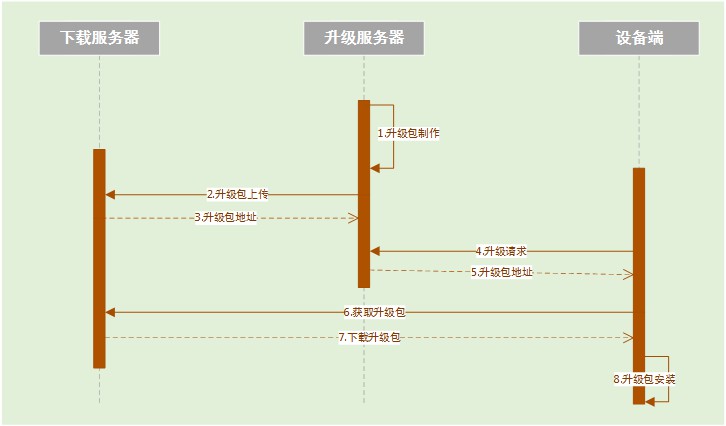 下载服务器
升级服务器
设备端
1.升级包制作
2.升级包上传
3.升级包地址
4.升级请求
5.升级包地址
6.获取升级包
7.下载升级包
8.升级包安装